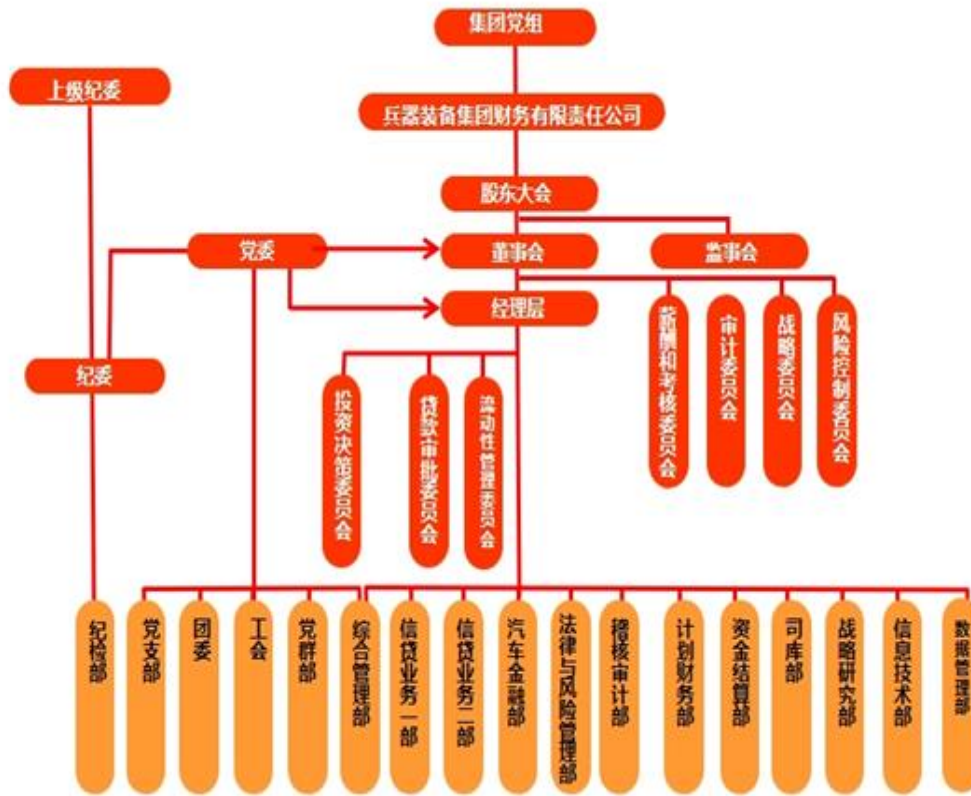 集团党组
上级纪委
兵器装备集团财务有限责任公司
股东大会
党委
董事会
监事会
经理层
纪委
薪酬和考核委员会
审计委员会
战略委员会
风险控制委员会
投资决策委员会
贷款审批委员会
流动性管理委员会
纪检部
党支部
团委
工会
党群部
综合管理部
信贷业务一部
信贷业务二部
汽车金融部
法律与风险管理部
稽核审计部
计划财务部
资金结算部
司库部
战略研究部
信息技术部
数据管理部